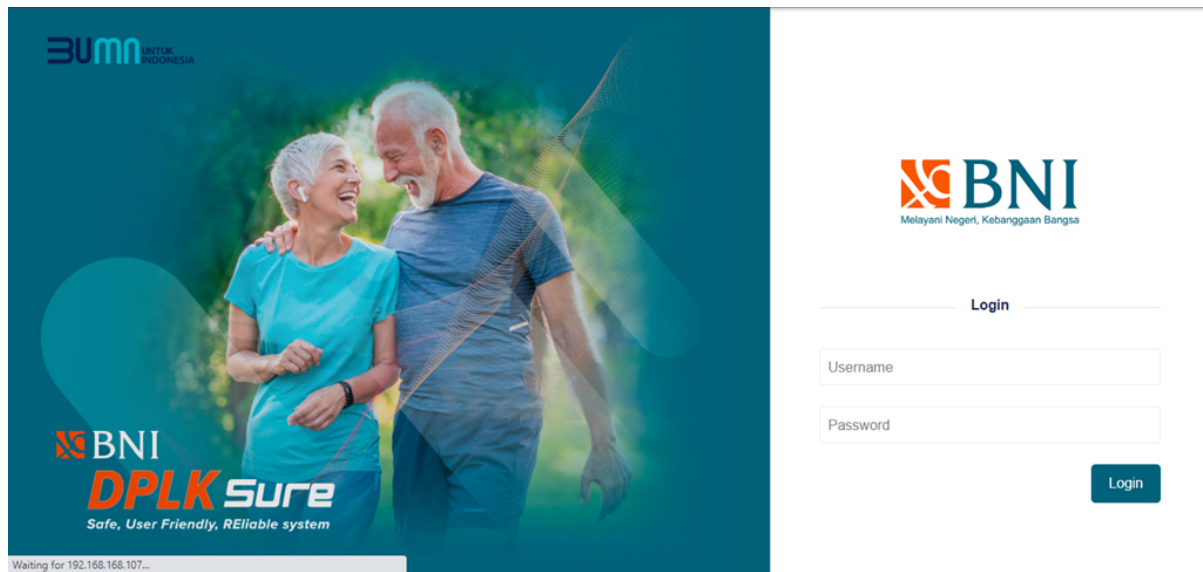 BUMN UNTUK
INDONESIA
BNI
DPLK Sure
Safe, User Friendly, REliable system
Waiting for 192.168.168.107...
BNI
Melayani Negeri, Kebanggaan Bangsa
Login
Username
Password
Login